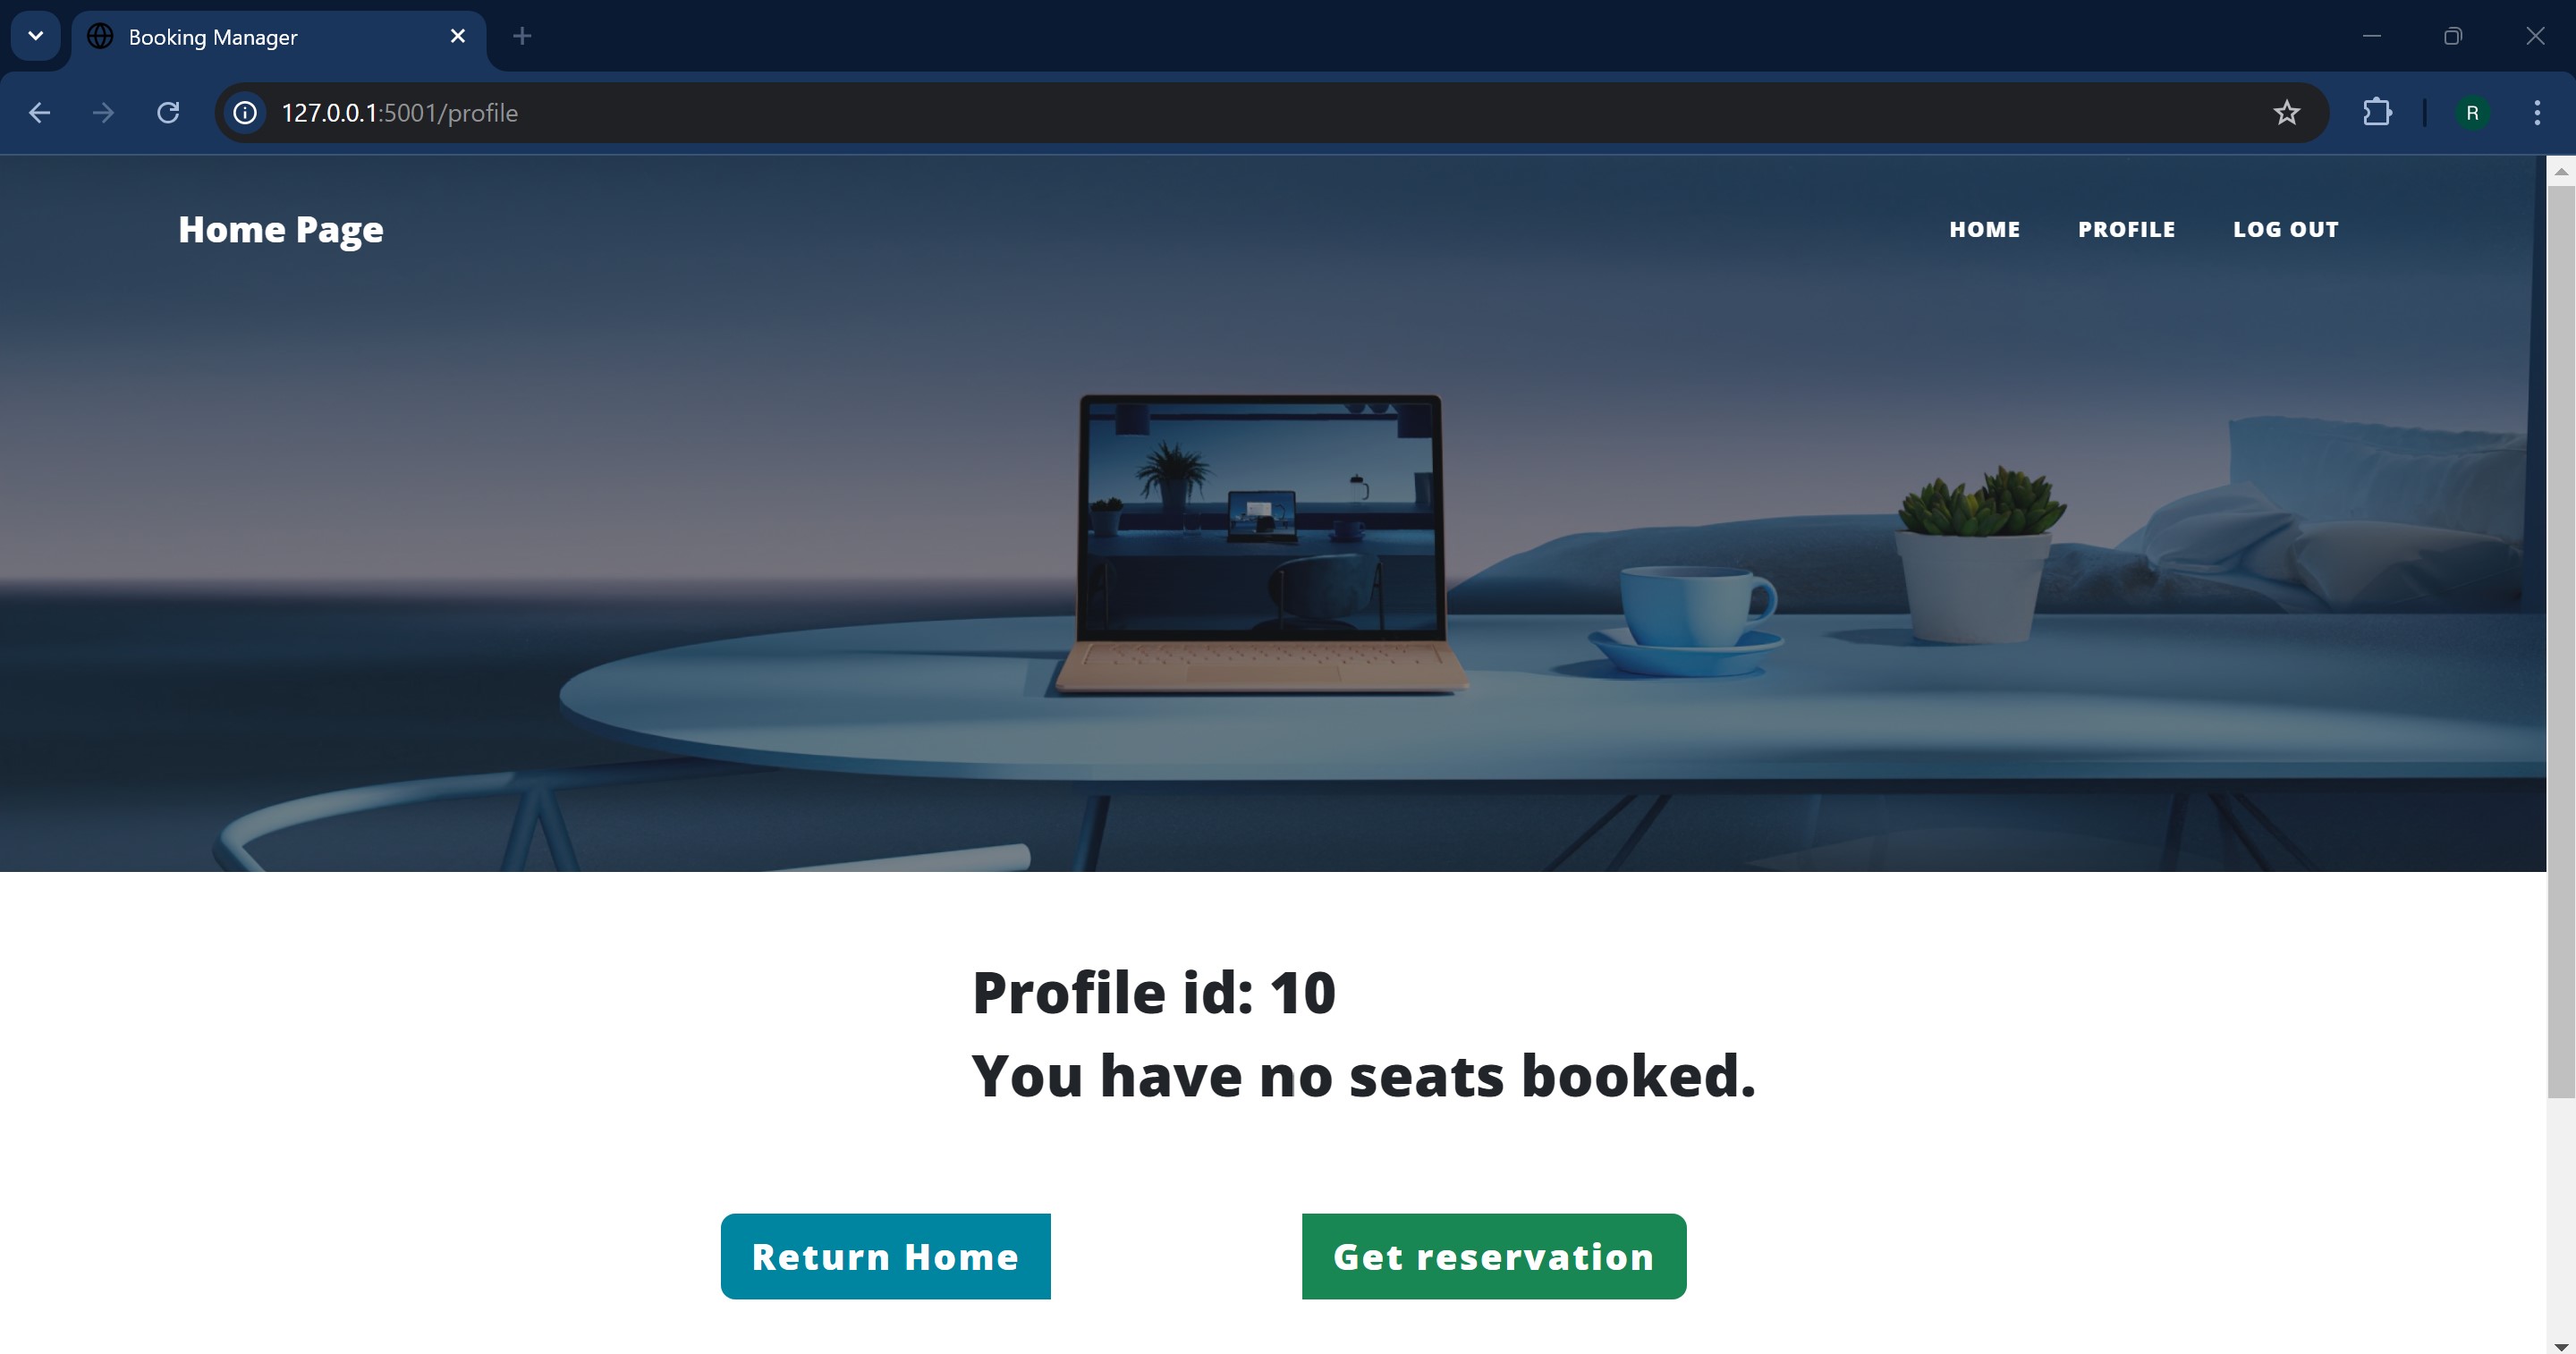 Booking Manager
127.0.0.1:5001/profile
R
Home Page
HOME PROFILE LOG OUT
Profile id: 10
You have no seats booked.
Return Home Get reservation